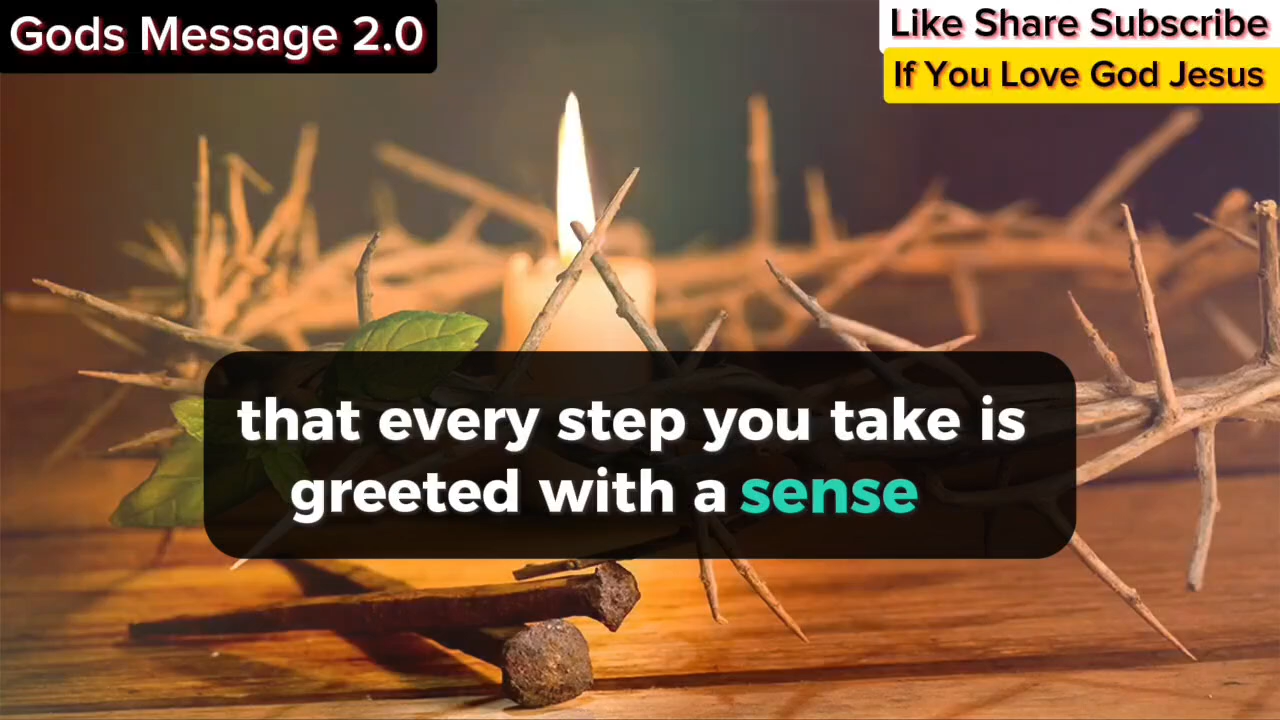 Gods Message 2.0
Like Share Subscribe
If You Love God Jesus
that every step you take is
greeted with a sense